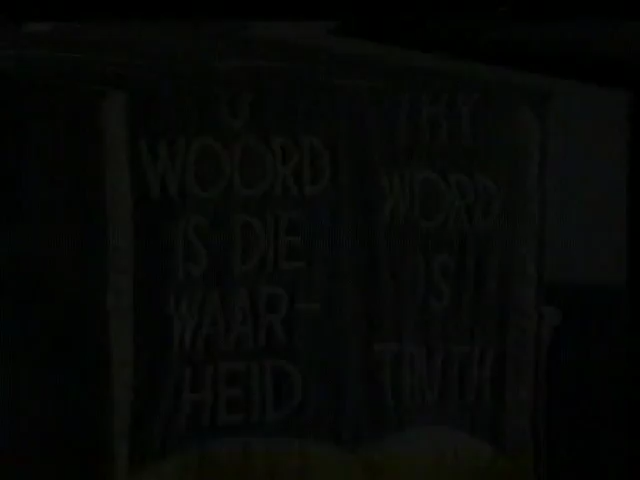 U
WOORD
IS DIE
WAAR-
HEID
THY
WORD
IS
TRUTH